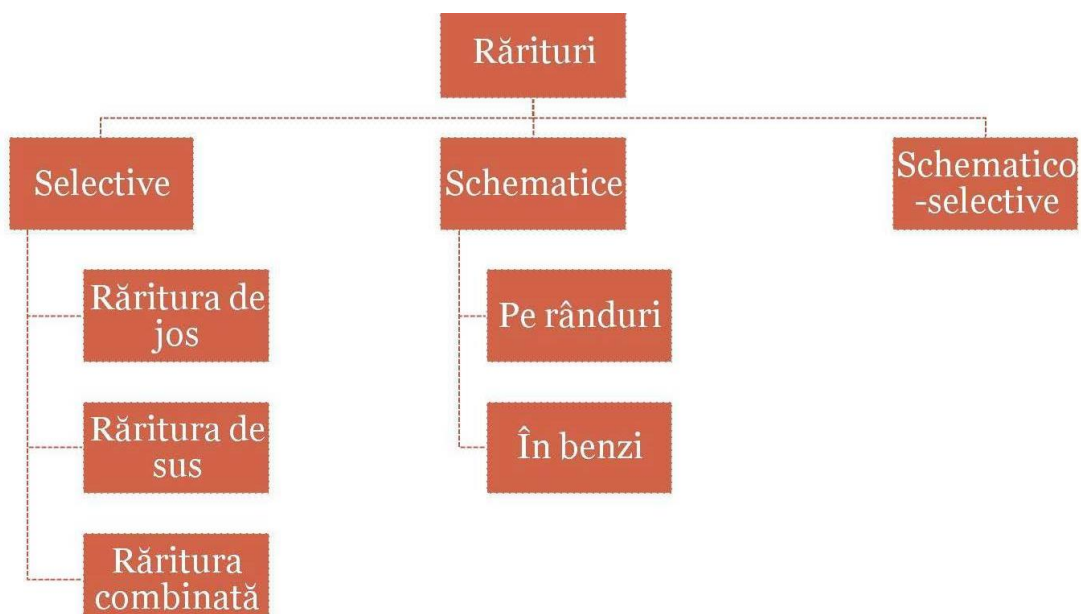 Rărituri
Selective
Schematice
Schematico
-selective
Răritura de
jos
Pe rânduri
Răritura de
sus
În benzi
Răritura
combinată